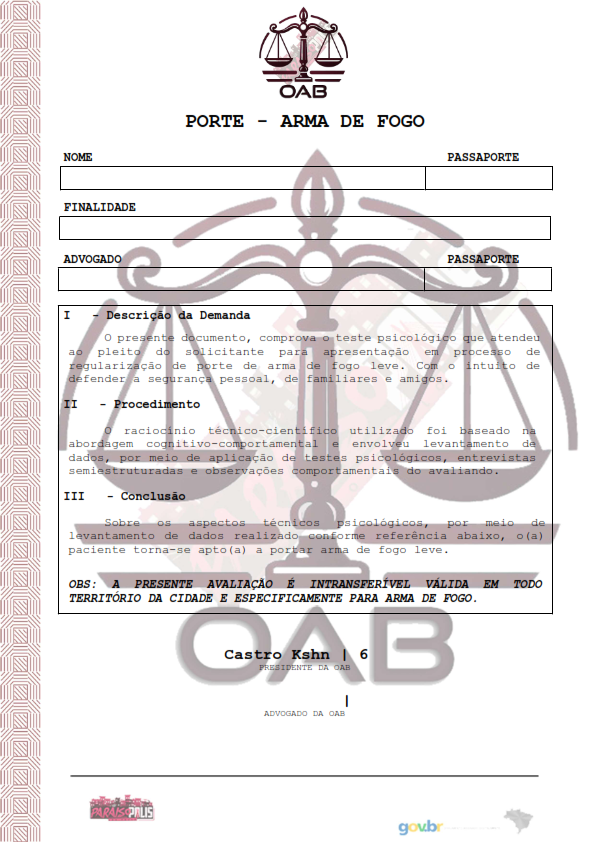 OAB
PORTE - ARMA DE FOGO
NOME PASSAPORTE
FINALIDADE
ADVOGADO PASSAPORTE
I - Descrição da Demanda
O presente documento, comprova o teste psicológico que atendeu
ao pleito do solicitante para apresentação em processo de
regularização de porte de arma de fogo leve. Com o intuito de
defender a segurança pessoal, de familiares e amigos.
II - Procedimento
O raciocínio técnico-científico utilizado foi baseado na
abordagem cognitivo-comportamental e envolveu levantamento de
dados, por meio de aplicação de testes psicológicos, entrevistas
semiestruturadas e observações comportamentais do avaliando.
III - Conclusão
Sobre os aspectos técnicos psicológicos, por meio de
levantamento de dados realizado conforme referência abaixo, o(a)
paciente torna-se apto(a) a portar arma de fogo leve.
OBS: A PRESENTE AVALIAÇÃO É INTRANSFERÍVEL VÁLIDA EM TODO
TERRITÓRIO DA CIDADE E ESPECIFICAMENTE PARA ARMA DE FOGO.
OAB
Castro Kshn | 6
PRESIDENTE DA OAB
|
ADVOGADO DA OAB
PARAISÓPOLIS
gov.br